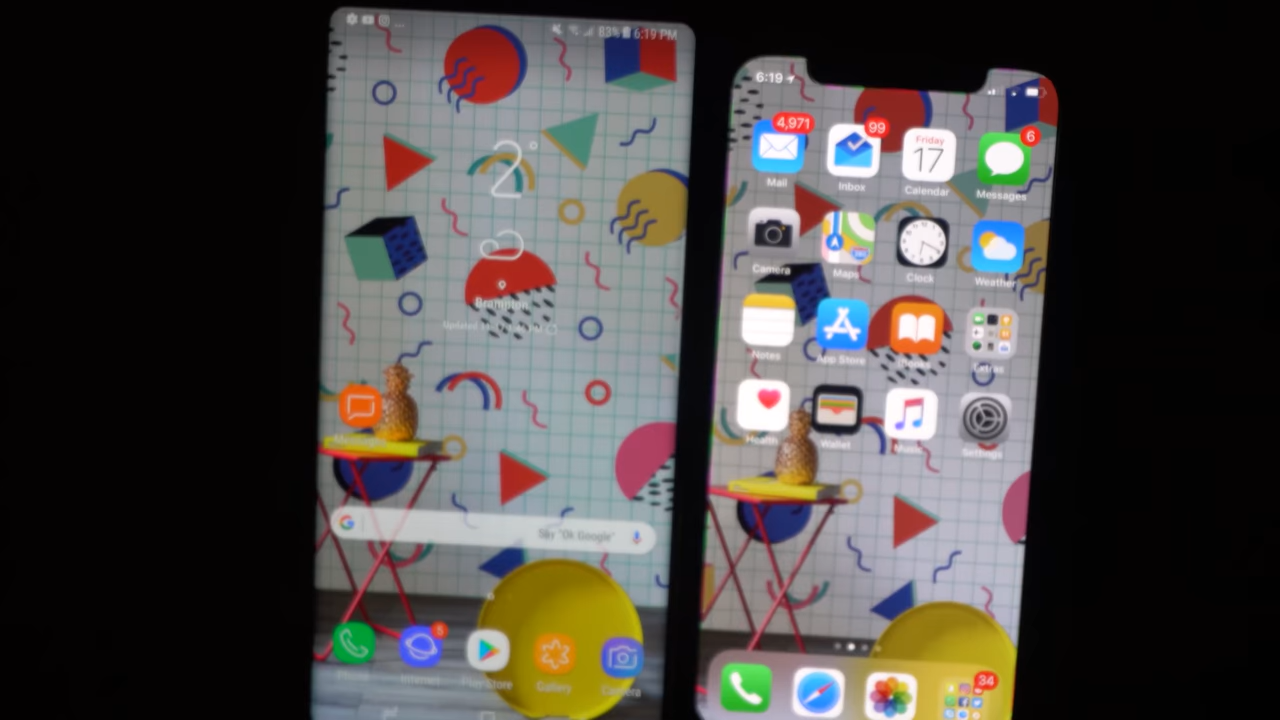 83% 6:19 PM
2°
Brampton
Updated
Say "Ok Google"
5
Phone
Internet
Play Store
Gallery
Camera
6:19
4,971
99
Friday
17
6
Mail
Inbox
Calendar
Messages
Camera
Maps
Clock
Weather
Notes
App Store
Extras
Health
Wallet
Music
Settings
34